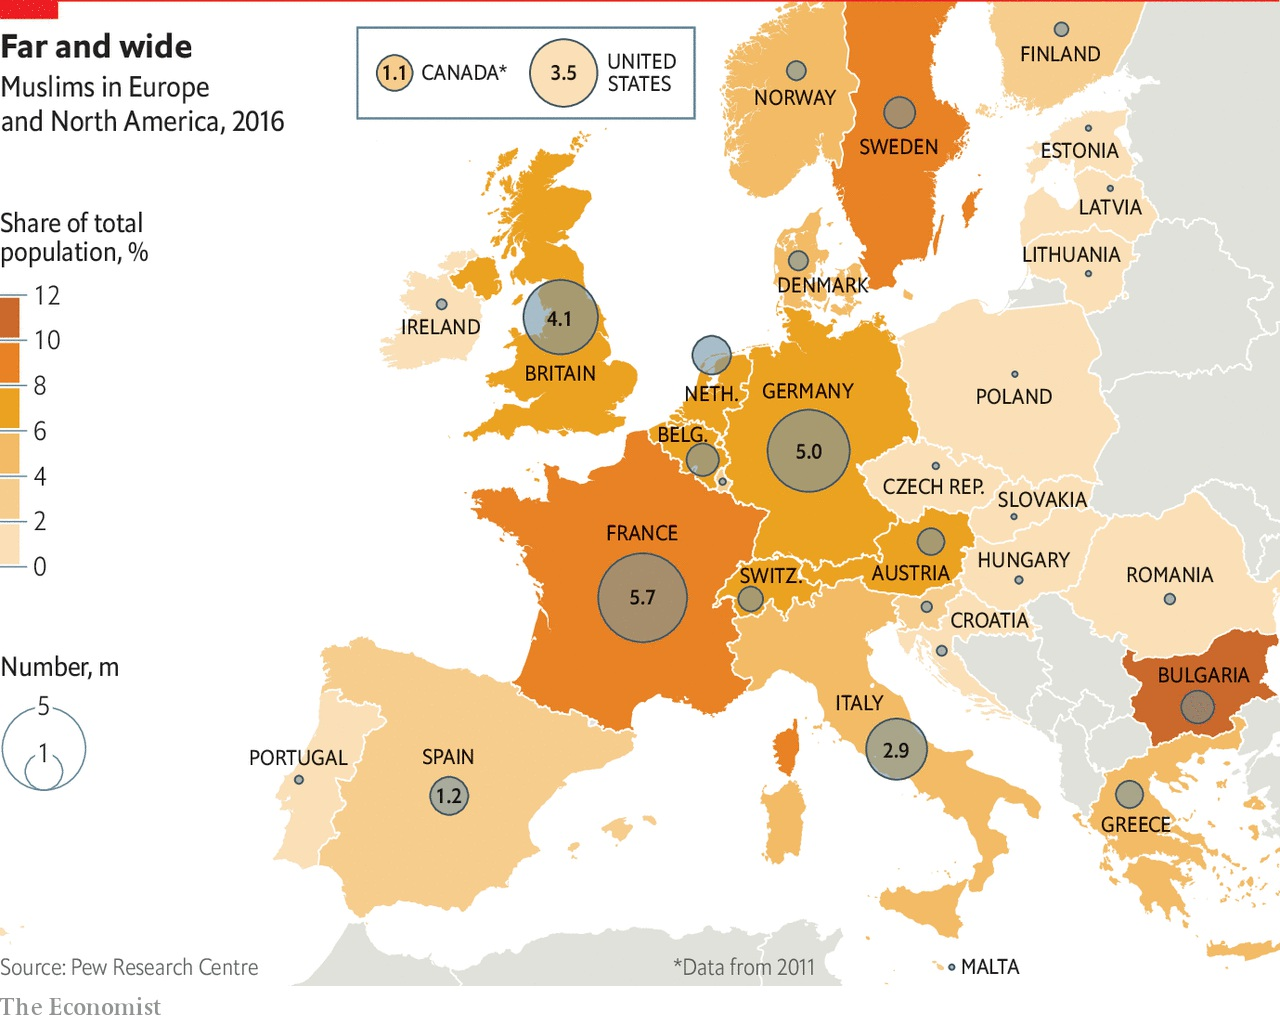 Far and wide
Muslims in Europe
and North America, 2016
1.1 CANADA*
3.5 UNITED
STATES
Share of total
population, %
12
10
8
6
4
2
0
Number, m
5
1
FINLAND
NORWAY
SWEDEN
ESTONIA
LATVIA
LITHUANIA
DENMARK
IRELAND
4.1
BRITAIN
NETH.
GERMANY
5.0
POLAND
BELG.
CZECH REP.
SLOVAKIA
FRANCE
5.7
SWITZ.
AUSTRIA
HUNGARY
ROMANIA
CROATIA
BULGARIA
ITALY
2.9
PORTUGAL
SPAIN
1.2
GREECE
MALTA
Source: Pew Research Centre
*Data from 2011
The Economist